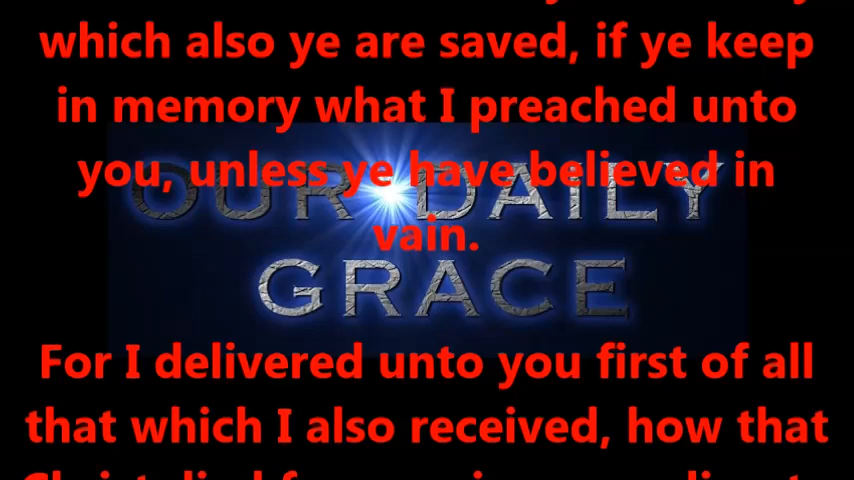 which also ye are saved, if ye keep
in memory what I preached unto
you, unless ye have believed in
vain.
OUR DAILY
GRACE
For I delivered unto you first of all
that which I also received, how that